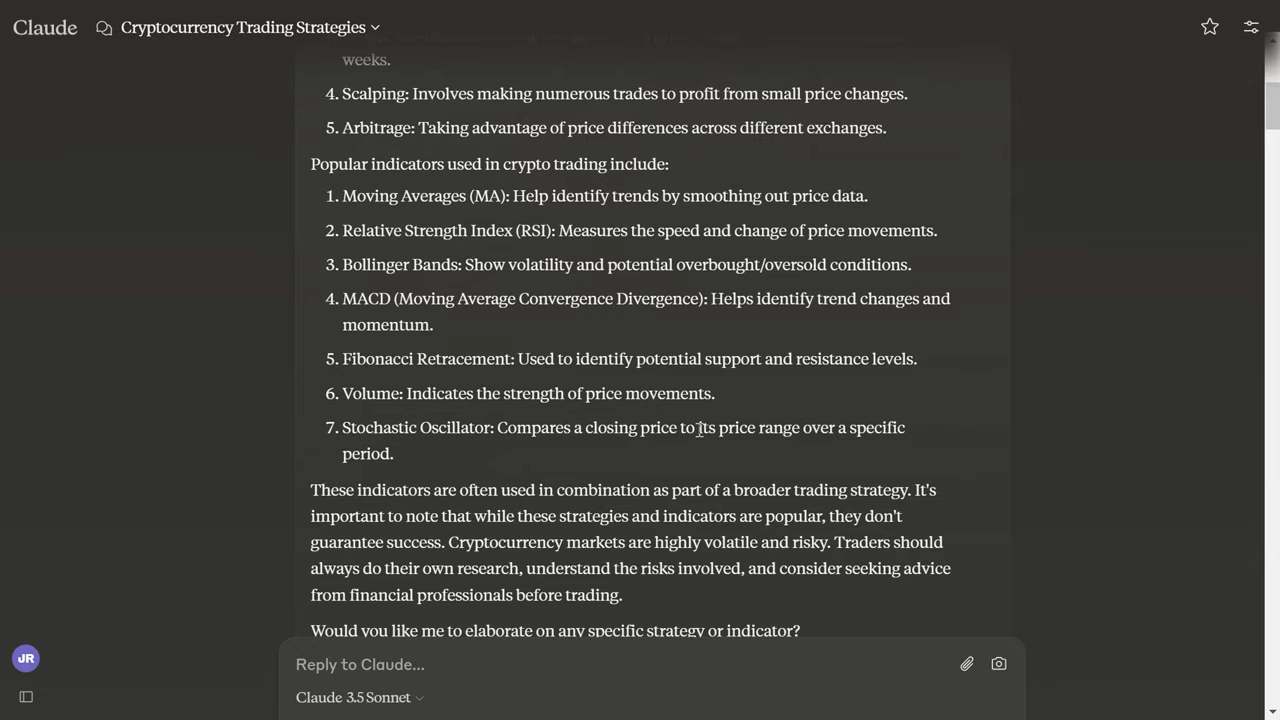 Claude
Cryptocurrency Trading Strategies
weeks.
4. Scalping: Involves making numerous trades to profit from small price changes.
5. Arbitrage: Taking advantage of price differences across different exchanges.
Popular indicators used in crypto trading include:
1. Moving Averages (MA): Help identify trends by smoothing out price data.
2. Relative Strength Index (RSI): Measures the speed and change of price movements.
3. Bollinger Bands: Show volatility and potential overbought/oversold conditions.
4. MACD (Moving Average Convergence Divergence): Helps identify trend changes and
momentum.
5. Fibonacci Retracement: Used to identify potential support and resistance levels.
6. Volume: Indicates the strength of price movements.
7. Stochastic Oscillator: Compares a closing price to its price range over a specific
period.
These indicators are often used in combination as part of a broader trading strategy. It's
important to note that while these strategies and indicators are popular, they don't
guarantee success. Cryptocurrency markets are highly volatile and risky. Traders should
always do their own research, understand the risks involved, and consider seeking advice
from financial professionals before trading.
Would you like me to elaborate on any specific strategy or indicator?
JR
Reply to Claude...
Claude 3.5 Sonnet